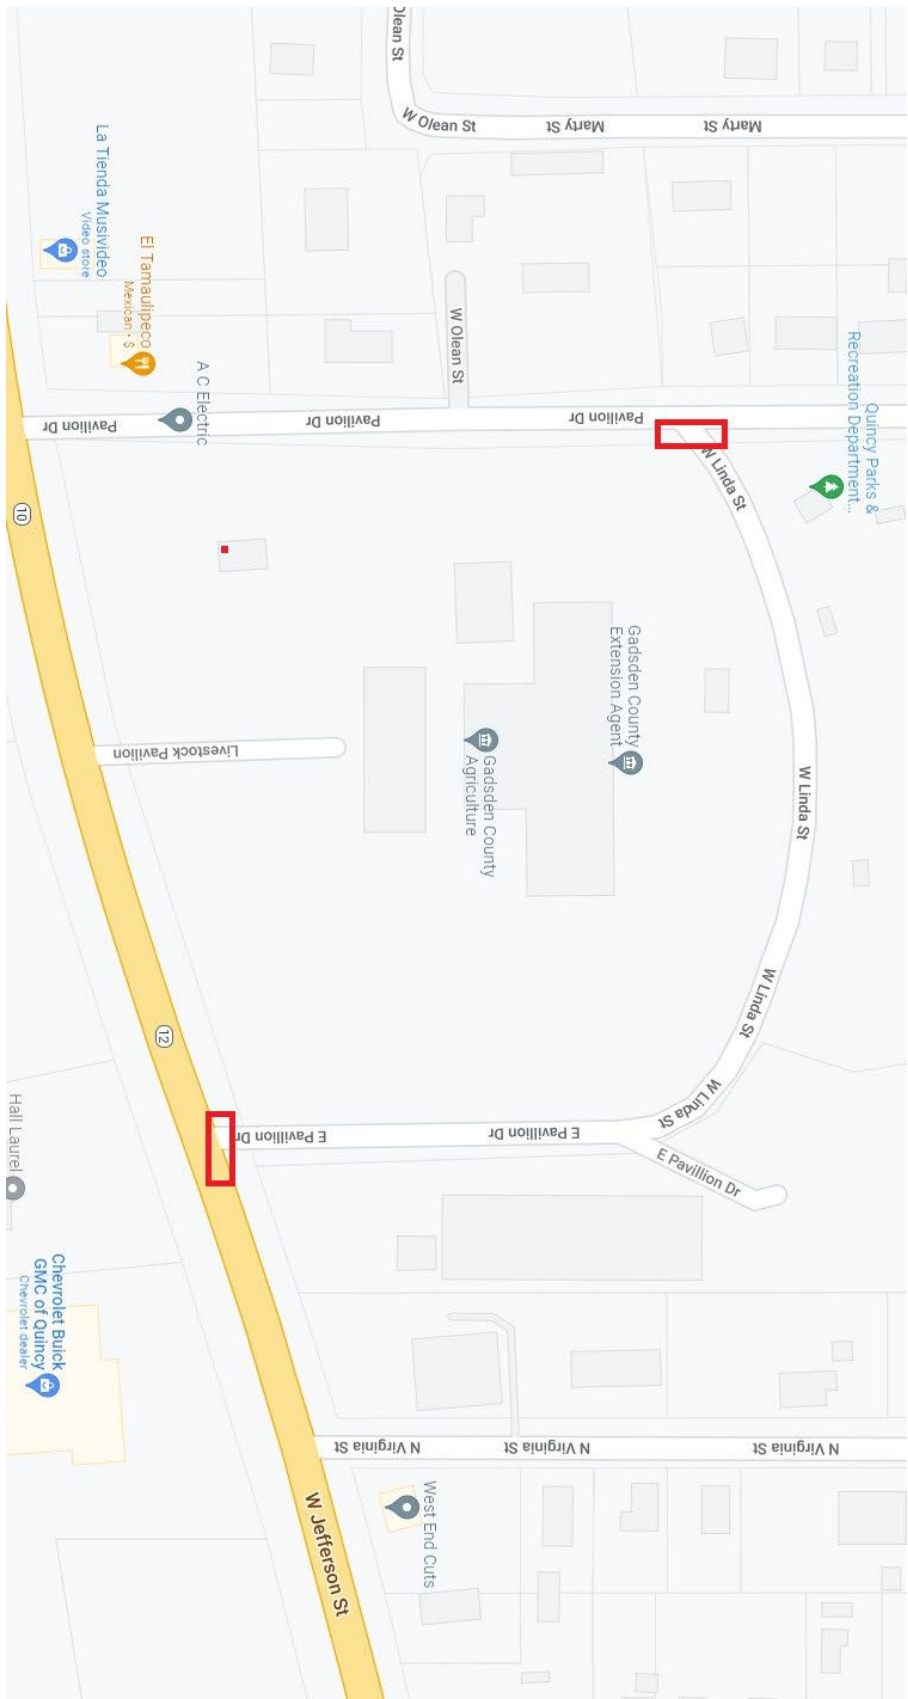 Olean St
W Olean St
Marty St
Marty St
La Tienda Musivideo
Video store
El Tamaulipeco
Mexican • $
W Olean St
A C Electric
Recreation Department...
Quincy Parks &
Pavilion Dr
Pavilion Dr
Pavilion Dr
W Linda St
10
Gadsden County
Extension Agent
Gadsden County
Agriculture
Livestock Pavilion
W Linda St
W Linda St
12
W Linda St
E Pavillion Dr
E Pavillion Dr
E Pavillion Dr
Hall Laurel
Chevrolet Buick
GMC of Quincy
Chevrolet dealer
N Virginia St
N Virginia St
N Virginia St
West End Cuts
W Jefferson St